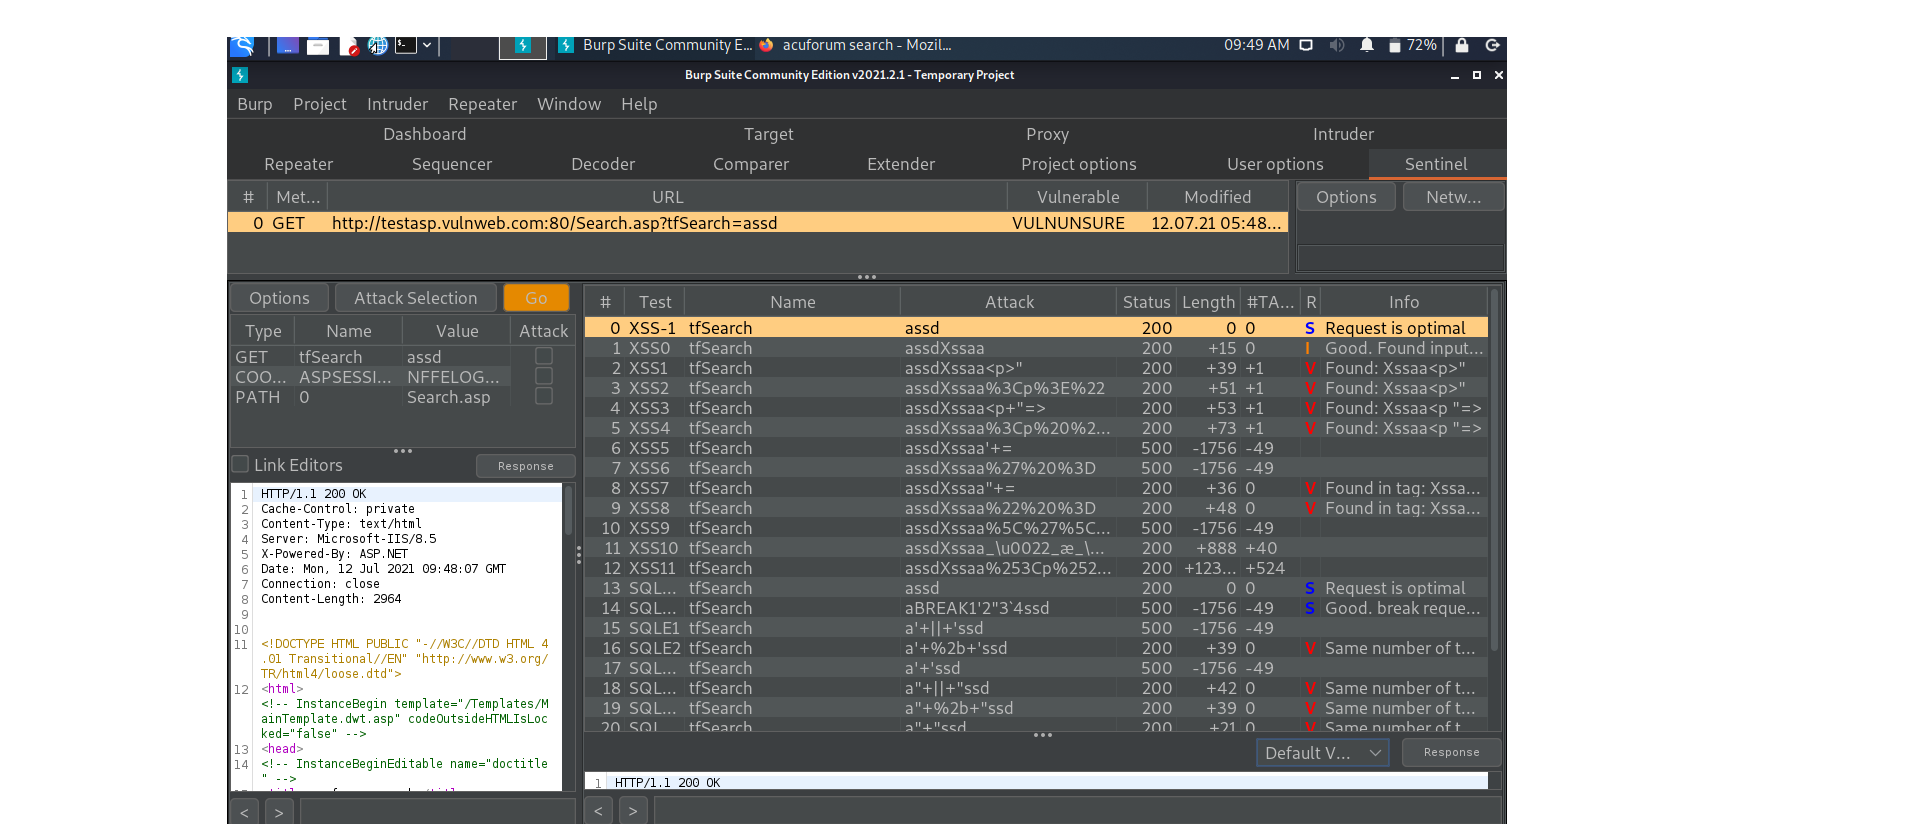 Burp Suite Community E... acuforum search - Mozil... 09:49 AM 72%
Burp Suite Community Edition v2021.2.1 - Temporary Project
Burp Project Intruder Repeater Window Help
Dashboard Target Proxy Intruder
Repeater Sequencer Decoder Comparer Extender Project options User options Sentinel
# Met... URL Vulnerable Modified
0 GET http://testasp.vulnweb.com:80/Search.asp?tfSearch=assd VULNUNSURE 12.07.21 05:48...
Options Netw...
Options Attack Selection Go
Type Name Value Attack
GET tfSearch assd
COO... ASPSESSI... NFFELOG...
PATH 0 Search.asp
Link Editors Response
1 HTTP/1.1 200 OK
2 Cache-Control: private
3 Content-Type: text/html
4 Server: Microsoft-IIS/8.5
5 X-Powered-By: ASP.NET
6 Date: Mon, 12 Jul 2021 09:48:07 GMT
7 Connection: close
8 Content-Length: 2964
9
10
11 <!DOCTYPE HTML PUBLIC "-//W3C//DTD HTML 4
.01 Transitional//EN" "http://www.w3.org/
TR/html4/loose.dtd">
12 <html>
<!-- InstanceBegin template="/Templates/M
ainTemplate.dwt.asp" codeOutsideHTMLIsLoc
ked="false" -->
13 <head>
14 <!-- InstanceBeginEditable name="doctitle
" -->
< >
# Test Name Attack Status Length #TA... R Info
0 XSS-1 tfSearch assd 200 0 0 S Request is optimal
1 XSS0 tfSearch assdXssaa 200 +15 0 I Good. Found input...
2 XSS1 tfSearch assdXssaa<p>" 200 +39 +1 V Found: Xssaa<p>"
3 XSS2 tfSearch assdXssaa%3Cp%3E%22 200 +51 +1 V Found: Xssaa<p>"
4 XSS3 tfSearch assdXssaa<p+"=> 200 +53 +1 V Found: Xssaa<p "=>
5 XSS4 tfSearch assdXssaa%3Cp%20%2... 200 +73 +1 V Found: Xssaa<p "=>
6 XSS5 tfSearch assdXssaa'+= 500 -1756 -49
7 XSS6 tfSearch assdXssaa%27%20%3D 500 -1756 -49
8 XSS7 tfSearch assdXssaa"+= 200 +36 0 V Found in tag: Xssa...
9 XSS8 tfSearch assdXssaa%22%20%3D 200 +48 0 V Found in tag: Xssa...
10 XSS9 tfSearch assdXssaa%5C%27%5C... 500 -1756 -49
11 XSS10 tfSearch assdXssaa_\u0022_æ_\... 200 +888 +40
12 XSS11 tfSearch assdXssaa%253Cp%252... 200 +123... +524
13 SQL... tfSearch assd 200 0 0 S Request is optimal
14 SQL... tfSearch aBREAK1'2"3`4ssd 500 -1756 -49 S Good. break reque...
15 SQLE1 tfSearch a'+||+'ssd 500 -1756 -49
16 SQLE2 tfSearch a'+%2b+'ssd 200 +39 0 V Same number of t...
17 SQL... tfSearch a'+'ssd 500 -1756 -49
18 SQL... tfSearch a"+||+"ssd 200 +42 0 V Same number of t...
19 SQL... tfSearch a"+%2b+"ssd 200 +39 0 V Same number of t...
20 SQL... tfSearch a"+"ssd 200 +21 0 V Same number of t...
Default V... Response
1 HTTP/1.1 200 OK
< >